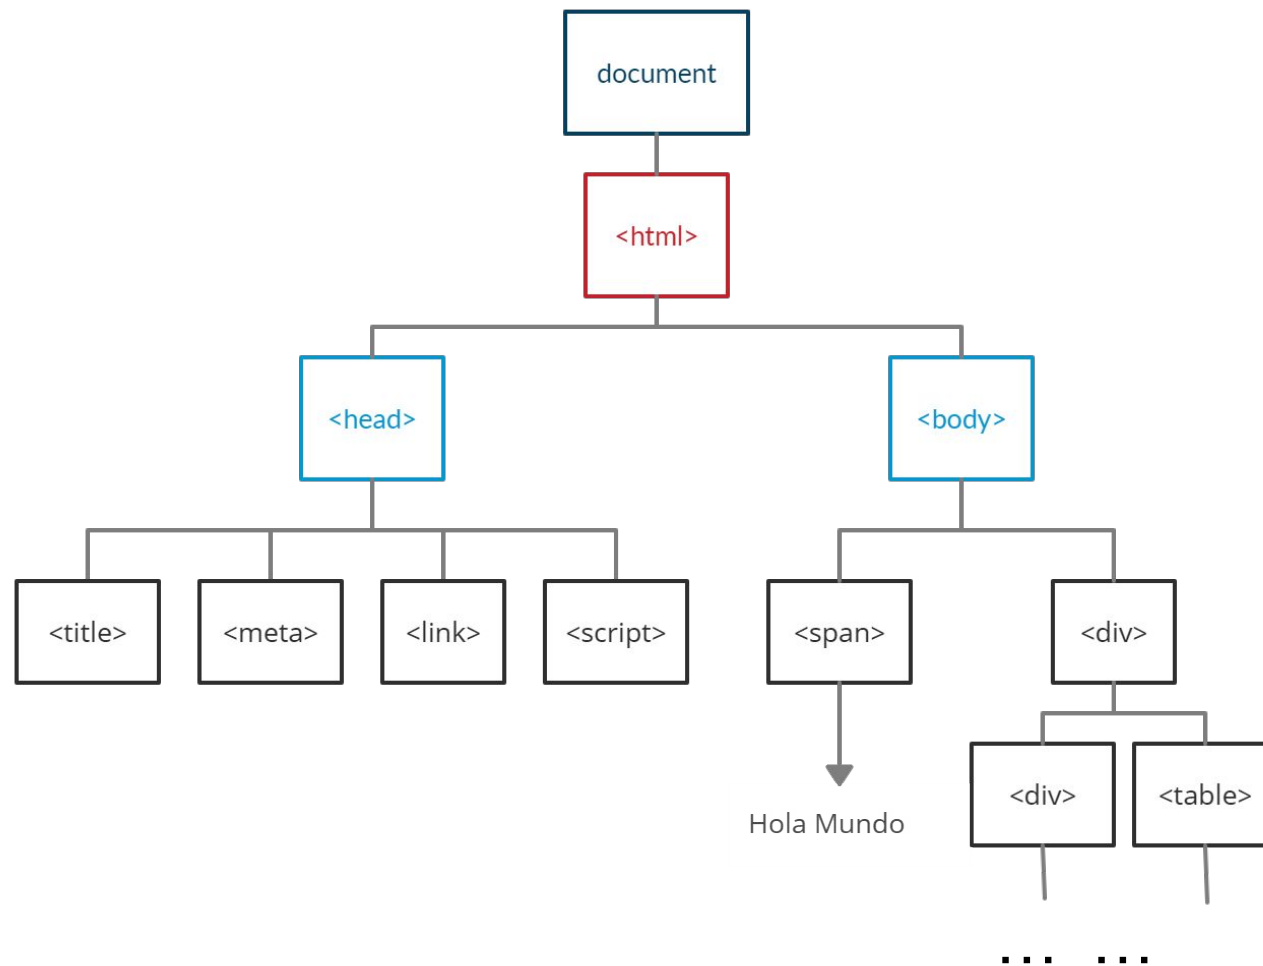 document
<html>
<head>
<body>
<title>
<meta>
<link>
<script>
<span>
<div>
<div>
<table>
Hola Mundo
... ...